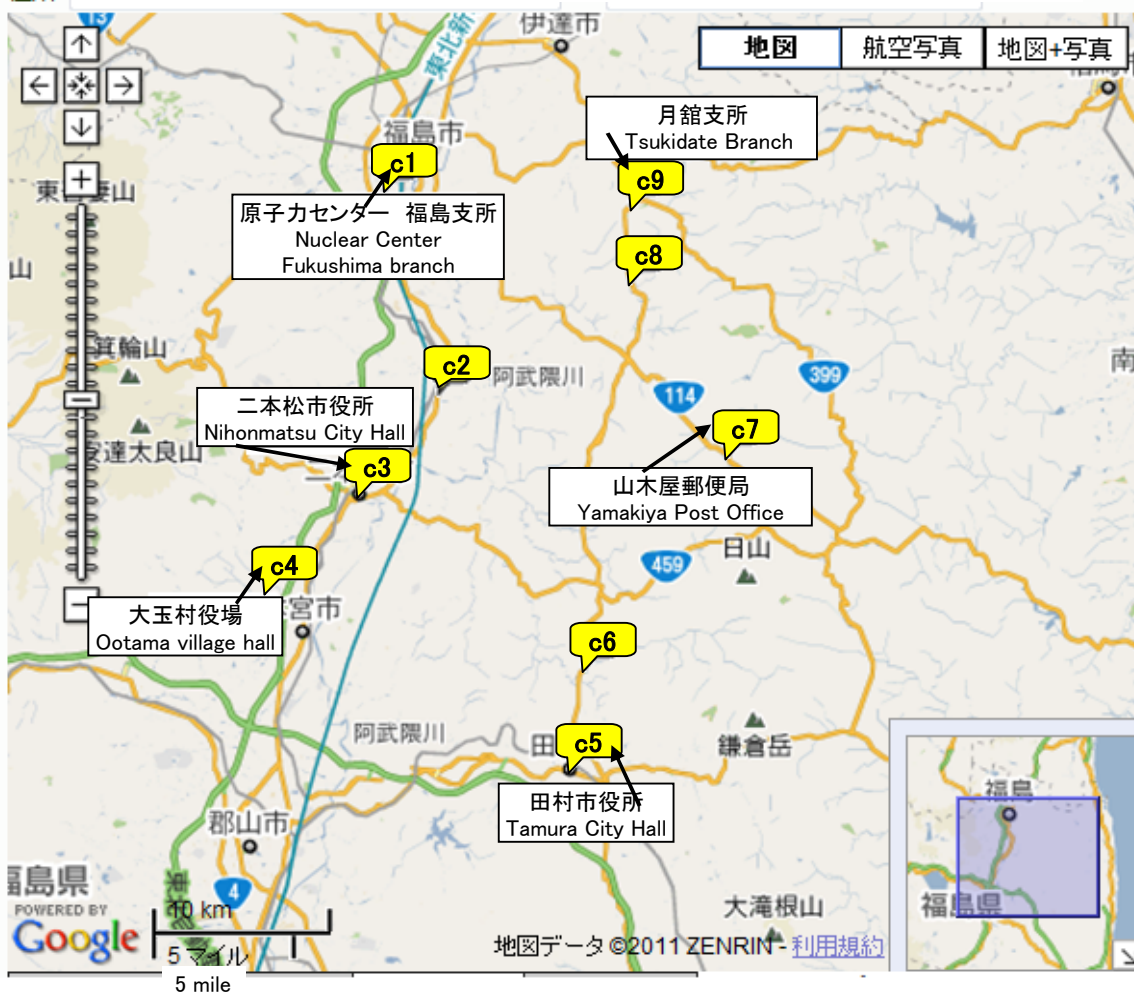 13
東北新
伊達市
地図
航空写真
地図+写真
福島市
月舘支所
Tsukidate Branch
c1
c9
原子力センター 福島支所
Nuclear Center
Fukushima branch
山
c8
箕輪山
c2
阿武隈川
南
399
114
二本松市役所
Nihonmatsu City Hall
c7
安達太良山
c3
山木屋郵便局
Yamakiya Post Office
日山
459
c4
大玉村役場
Ootama village hall
宮市
c6
阿武隈川
田
c5
鎌倉岳
田村市役所
Tamura City Hall
福島
郡山市
福島県
4
大滝根山
福島県
POWERED BY
Google
10 km
5 マイル
5 mile
地図データ ©2011 ZENRIN - 利用規約